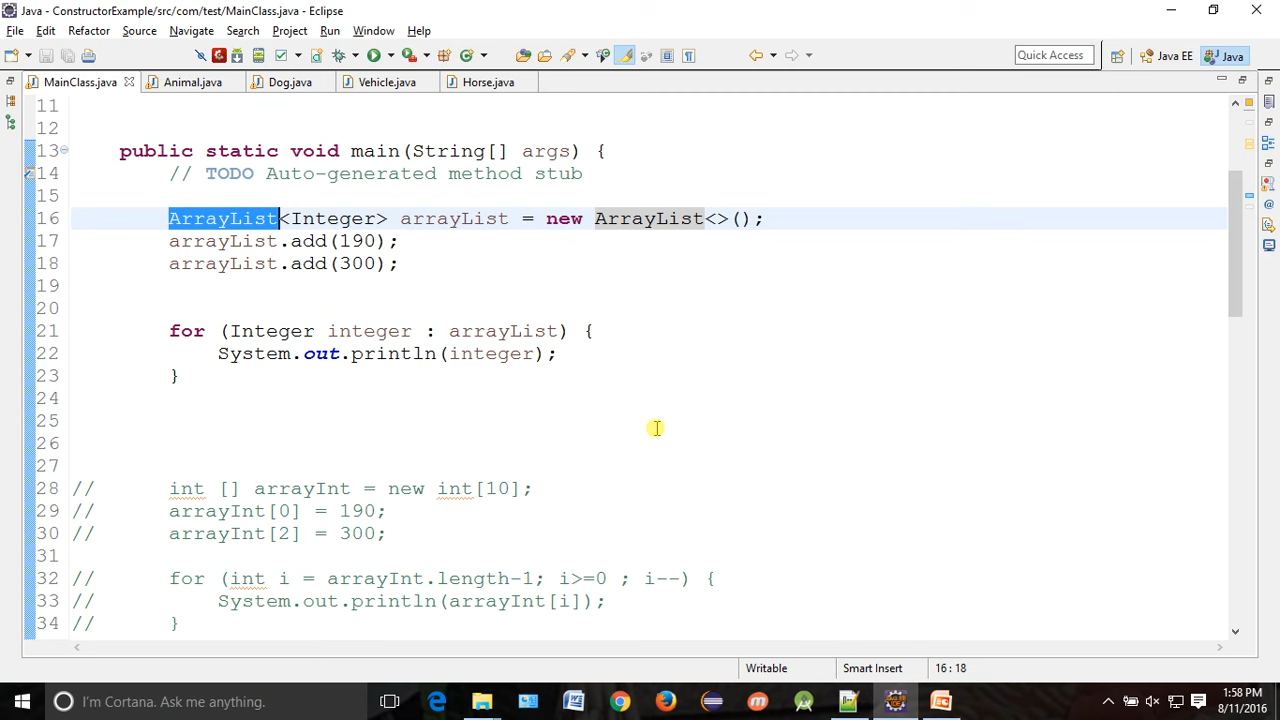 Java - ConstructorExample/src/com/test/MainClass.java - Eclipse
File Edit Refactor Source Navigate Search Project Run Window Help
Quick Access Java EE Java
MainClass.java Animal.java Dog.java Vehicle.java Horse.java
11
12
13 public static void main(String[] args) {
14 // TODO Auto-generated method stub
15
16 ArrayList<Integer> arrayList = new ArrayList<>();
17 arrayList.add(190);
18 arrayList.add(300);
19
20
21 for (Integer integer : arrayList) {
22 System.out.println(integer);
23 }
24
25
26
27
28 // int [] arrayInt = new int[10];
29 // arrayInt[0] = 190;
30 // arrayInt[2] = 300;
31
32 // for (int i = arrayInt.length-1; i>=0 ; i--) {
33 // System.out.println(arrayInt[i]);
34 // }
Writable Smart Insert 16 : 18
I'm Cortana. Ask me anything.
1:58 PM
8/11/2016